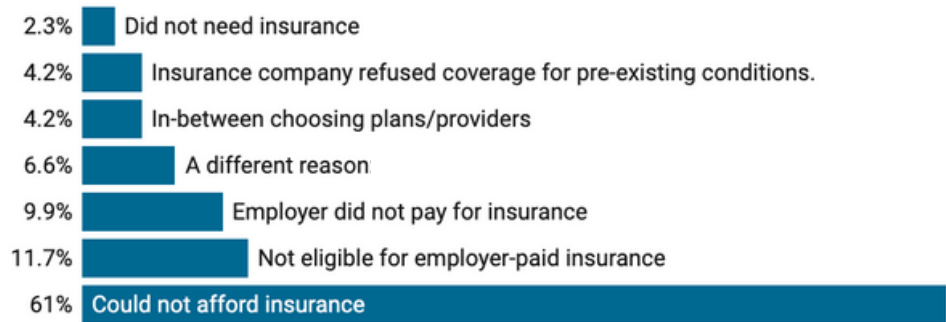 2.3% Did not need insurance
4.2% Insurance company refused coverage for pre-existing conditions.
4.2% In-between choosing plans/providers
6.6% A different reason
9.9% Employer did not pay for insurance
11.7% Not eligible for employer-paid insurance
61% Could not afford insurance